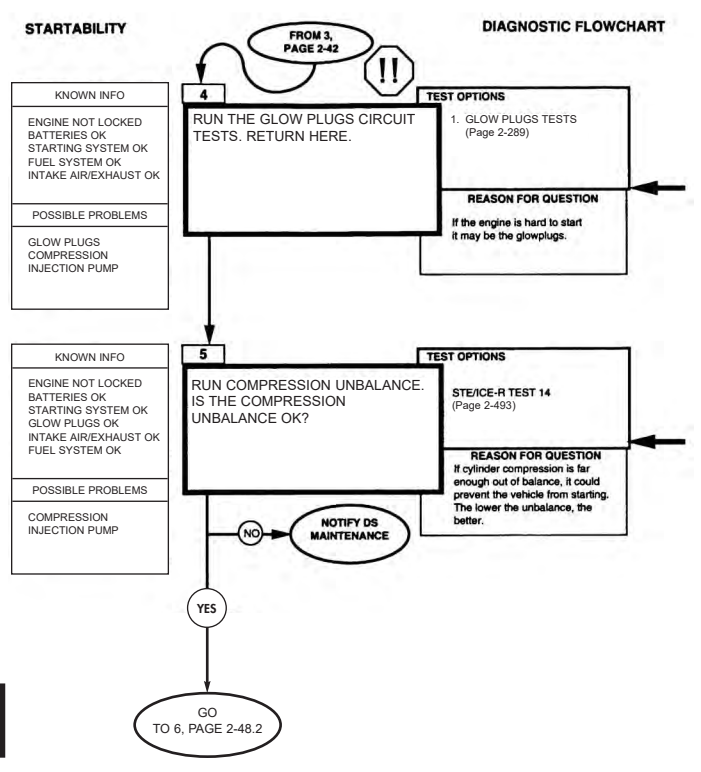 STARTABILITY
DIAGNOSTIC FLOWCHART
FROM 3,
PAGE 2-42
!!
KNOWN INFO
ENGINE NOT LOCKED
BATTERIES OK
STARTING SYSTEM OK
FUEL SYSTEM OK
INTAKE AIR/EXHAUST OK
POSSIBLE PROBLEMS
GLOW PLUGS
COMPRESSION
INJECTION PUMP
4
RUN THE GLOW PLUGS CIRCUIT
TESTS. RETURN HERE.
TEST OPTIONS
1. GLOW PLUGS TESTS
(Page 2-289)
REASON FOR QUESTION
If the engine is hard to start
it may be the glowplugs.
KNOWN INFO
ENGINE NOT LOCKED
BATTERIES OK
STARTING SYSTEM OK
GLOW PLUGS OK
INTAKE AIR/EXHAUST OK
FUEL SYSTEM OK
POSSIBLE PROBLEMS
COMPRESSION
INJECTION PUMP
5
RUN COMPRESSION UNBALANCE.
IS THE COMPRESSION
UNBALANCE OK?
TEST OPTIONS
STE/ICE-R TEST 14
(Page 2-493)
REASON FOR QUESTION
If cylinder compression is far
enough out of balance, it could
prevent the vehicle from starting.
The lower the unbalance, the
better.
NO
NOTIFY DS
MAINTENANCE
YES
GO
TO 6, PAGE 2-48.2